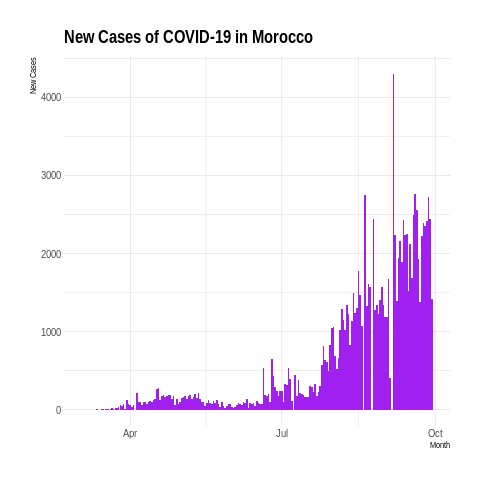 New Cases of COVID-19 in Morocco
New Cases
4000
3000
2000
1000
0
Apr
Jul
Oct
Month